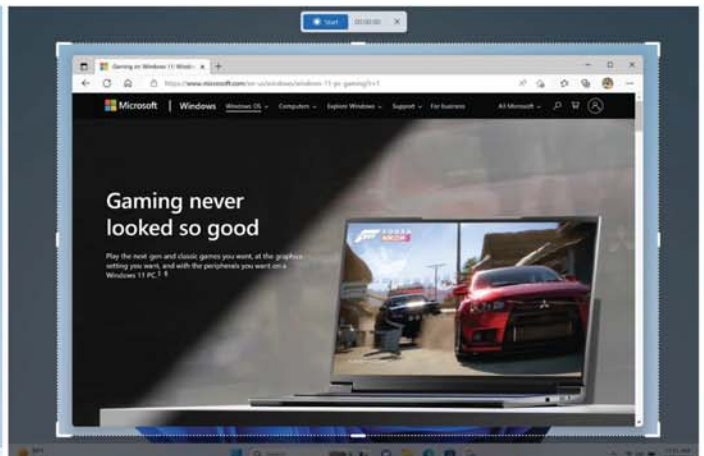 Start 00:00:00
Gaming on Windows 11: Windo
https://www.microsoft.com/en-us/windows/windows-11-pc-gaming?r=1
Microsoft | Windows Windows OS Computers Explore Windows Support For business All Microsoft
Gaming never
looked so good
Play the next-gen and classic games you want, at the graphics
setting you want, and with the peripherals you want on a
Windows 11 PC.
FORZA